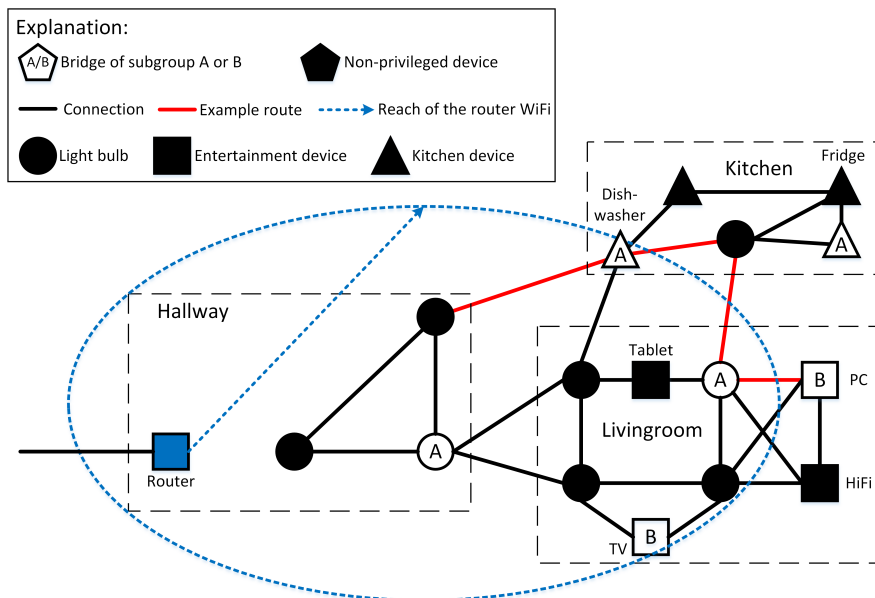 Explanation:
A/B Bridge of subgroup A or B
Non-privileged device
Connection
Example route
Reach of the router WiFi
Light bulb
Entertainment device
Kitchen device
Kitchen
Fridge
Dish-
washer
A
A
Hallway
Router
A
Tablet
A
B
PC
Livingroom
HiFi
TV
B